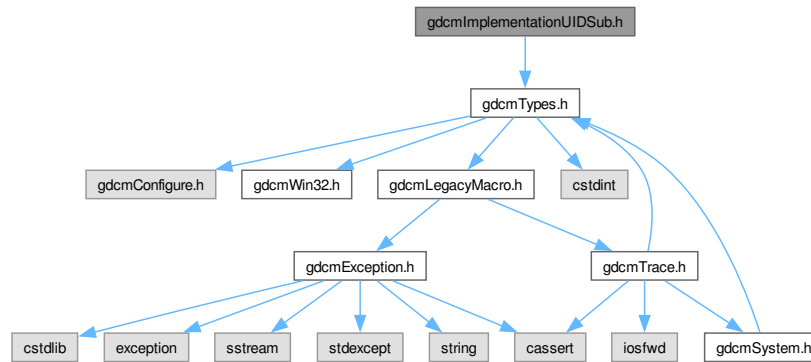 gdcmImplementationUIDSub.h
gdcmTypes.h
gdcmConfigure.h
gdcmWin32.h
gdcmLegacyMacro.h
cstdint
gdcmException.h
gdcmTrace.h
cstdlib
exception
sstream
stdexcept
string
cassert
iosfwd
gdcmSystem.h